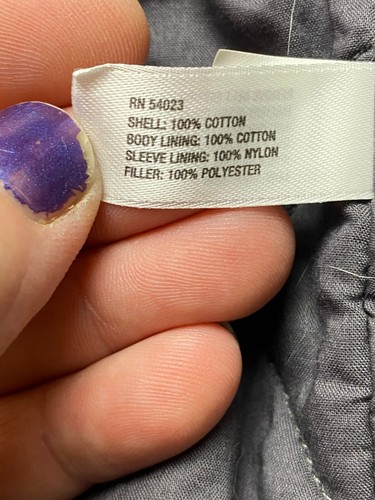 RN 54023
SHELL: 100% COTTON
BODY LINING: 100% COTTON
SLEEVE LINING: 100% NYLON
FILLER: 100% POLYESTER